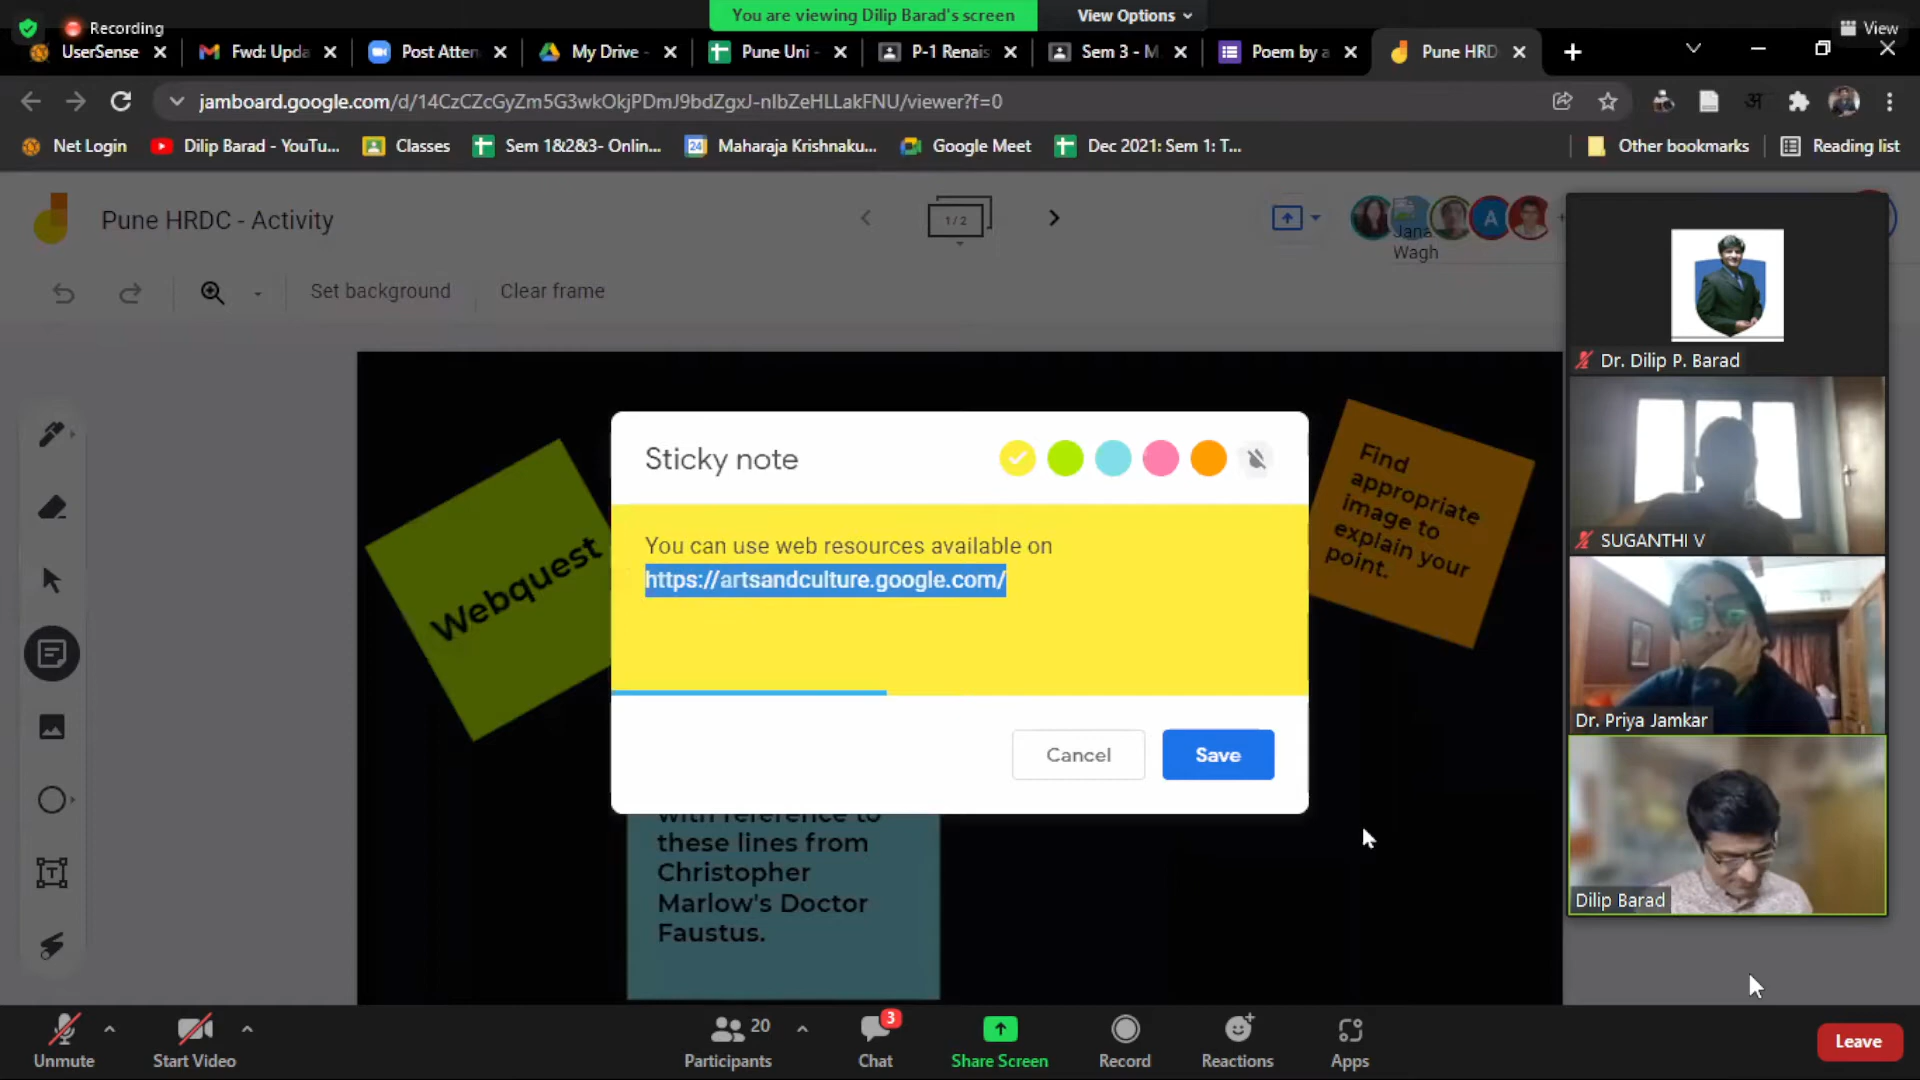 Recording
You are viewing Dilip Barad's screen
View Options
View
UserSense
Fwd: Upda
Post Atten
My Drive -
Pune Uni -
P-1 Renais
Sem 3 - M
Poem by a
Pune HRD
jamboard.google.com/d/14CzCZcGyZm5G3wkOkjPDmJ9bdZgxJ-nIbZeHLLakFNU/viewer?f=0
Net Login
Dilip Barad - YouTu...
Classes
Sem 1&2&3- Onlin...
24
Maharaja Krishnaku...
Google Meet
Dec 2021: Sem 1: T...
Other bookmarks
Reading list
Pune HRDC - Activity
1 / 2
A
Jana
Wagh
Set background
Clear frame
Dr. Dilip P. Barad
SUGANTHI V
Dr. Priya Jamkar
Dilip Barad
Webquest
Find
appropriate
image to
explain your
point.
Sticky note
You can use web resources available on
https://artsandculture.google.com/
Cancel
Save
with reference to
these lines from
Christopher
Marlow's Doctor
Faustus.
Unmute
Start Video
20
Participants
3
Chat
Share Screen
Record
Reactions
Apps
Leave